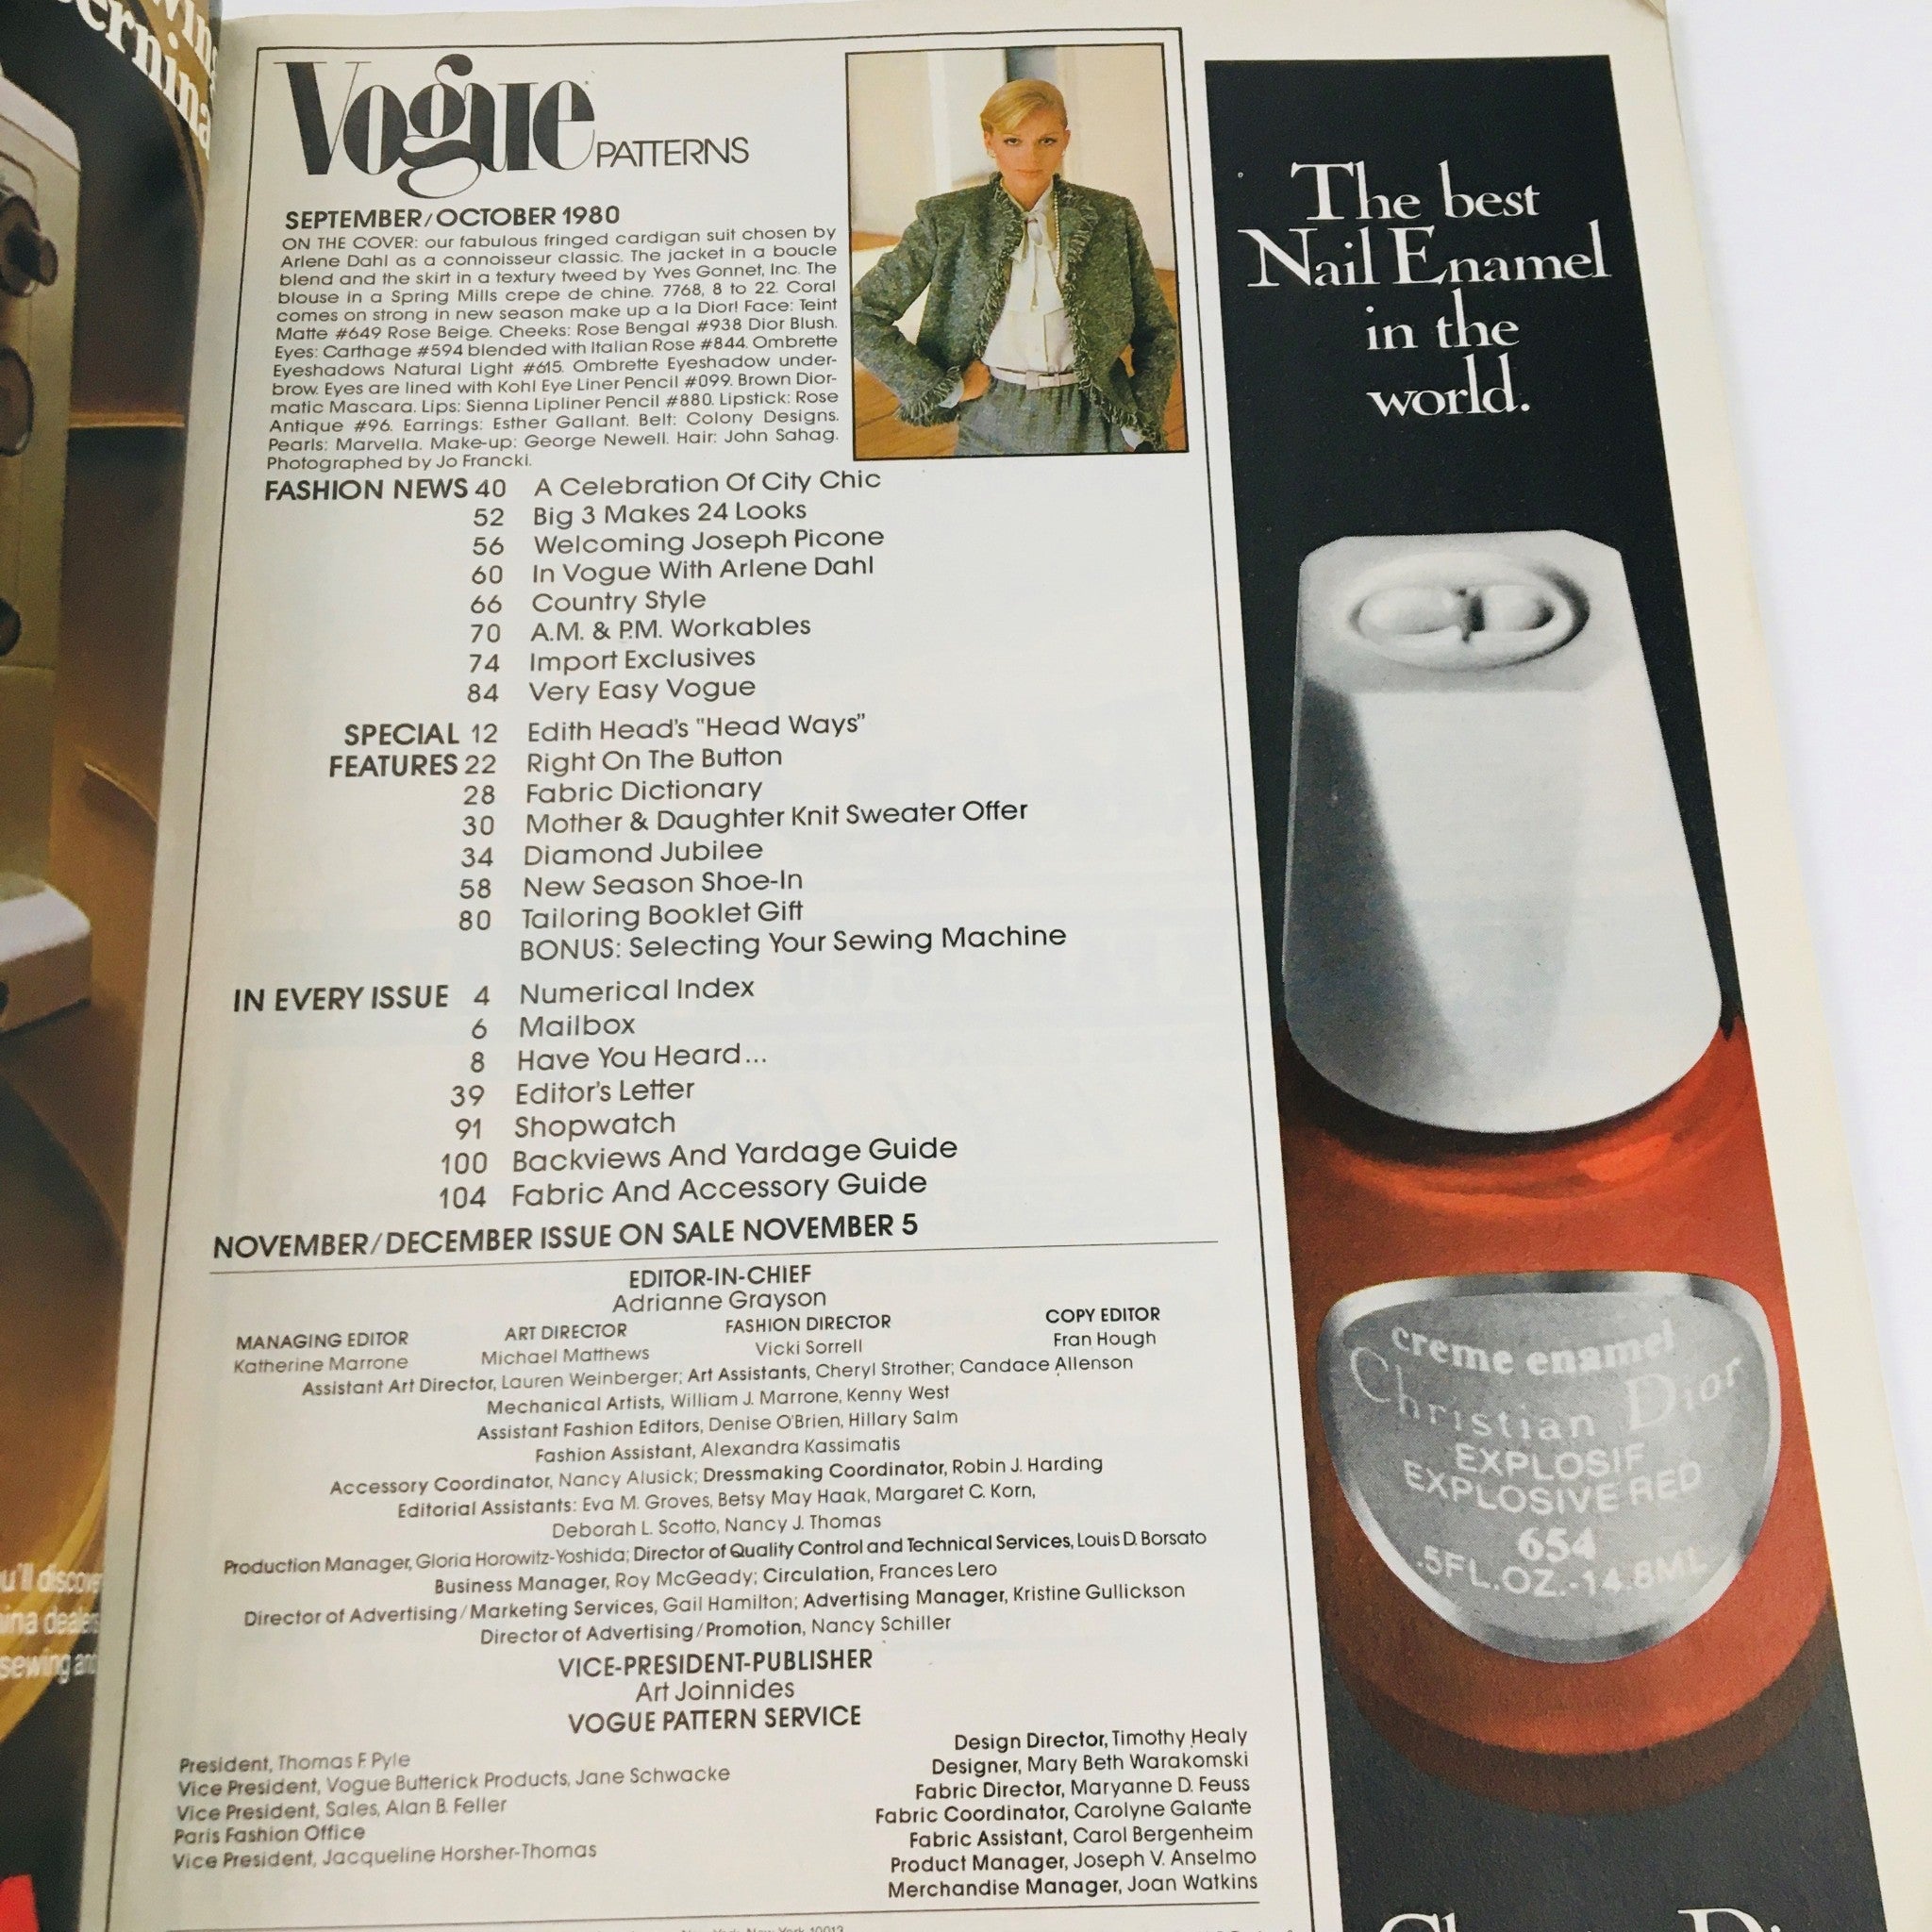 Vogue PATTERNS
SEPTEMBER/OCTOBER 1980
ON THE COVER: our fabulous fringed cardigan suit chosen by
Arlene Dahl as a connoisseur classic. The jacket in a boucle
blend and the skirt in a textury tweed by Yves Gonnet, Inc. The
blouse in a Spring Mills crepe de chine. 7768, 8 to 22. Coral
comes on strong in new season make up a la Dior! Face: Teint
Matte #649 Rose Beige. Cheeks: Rose Bengal #938 Dior Blush.
Eyes: Carthage #594 blended with Italian Rose #844. Ombrette
Eyeshadows Natural Light #615. Ombrette Eyeshadow under-
brow. Eyes are lined with Kohl Eye Liner Pencil #099. Brown Dior-
matic Mascara. Lips: Sienna Lipliner Pencil #880. Lipstick: Rose
Antique #96. Earrings: Esther Gallant. Belt: Colony Designs.
Pearls: Marvella. Make-up: George Newell. Hair: John Sahag.
Photographed by Jo Francki.
FASHION NEWS 40 A Celebration Of City Chic
52 Big 3 Makes 24 Looks
56 Welcoming Joseph Picone
60 In Vogue With Arlene Dahl
66 Country Style
70 A.M. & P.M. Workables
74 Import Exclusives
84 Very Easy Vogue
SPECIAL 12 Edith Head's "Head Ways"
FEATURES 22 Right On The Button
28 Fabric Dictionary
30 Mother & Daughter Knit Sweater Offer
34 Diamond Jubilee
58 New Season Shoe-In
80 Tailoring Booklet Gift
BONUS: Selecting Your Sewing Machine
IN EVERY ISSUE 4 Numerical Index
6 Mailbox
8 Have You Heard...
39 Editor's Letter
91 Shopwatch
100 Backviews And Yardage Guide
104 Fabric And Accessory Guide
NOVEMBER/DECEMBER ISSUE ON SALE NOVEMBER 5
EDITOR-IN-CHIEF
Adrianne Grayson
MANAGING EDITOR ART DIRECTOR FASHION DIRECTOR COPY EDITOR
Katherine Marrone Michael Matthews Vicki Sorrell Fran Hough
Assistant Art Director, Lauren Weinberger; Art Assistants, Cheryl Strother; Candace Allenson
Mechanical Artists, William J. Marrone, Kenny West
Assistant Fashion Editors, Denise O'Brien, Hillary Salm
Fashion Assistant, Alexandra Kassimatis
Accessory Coordinator, Nancy Alusick; Dressmaking Coordinator, Robin J. Harding
Editorial Assistants: Eva M. Groves, Betsy May Haak, Margaret C. Korn,
Deborah L. Scotto, Nancy J. Thomas
Production Manager, Gloria Horowitz-Yoshida; Director of Quality Control and Technical Services, Louis D. Borsato
Business Manager, Roy McGeady; Circulation, Frances Lero
Director of Advertising/Marketing Services, Gail Hamilton; Advertising Manager, Kristine Gullickson
Director of Advertising/Promotion, Nancy Schiller
VICE-PRESIDENT-PUBLISHER
Art Joinnides
VOGUE PATTERN SERVICE
President, Thomas F. Pyle
Vice President, Vogue Butterick Products, Jane Schwacke
Vice President, Sales, Alan B. Feller
Paris Fashion Office
Vice President, Jacqueline Horsher-Thomas
Design Director, Timothy Healy
Designer, Mary Beth Warakomski
Fabric Director, Maryanne D. Feuss
Fabric Coordinator, Carolyne Galante
Fabric Assistant, Carol Bergenheim
Product Manager, Joseph V. Anselmo
Merchandise Manager, Joan Watkins
The best
Nail Enamel
in the
world.
CD
creme enamel
Christian Dior
EXPLOSIF
EXPLOSIVE RED
654
.5FL.OZ.-14.8ML